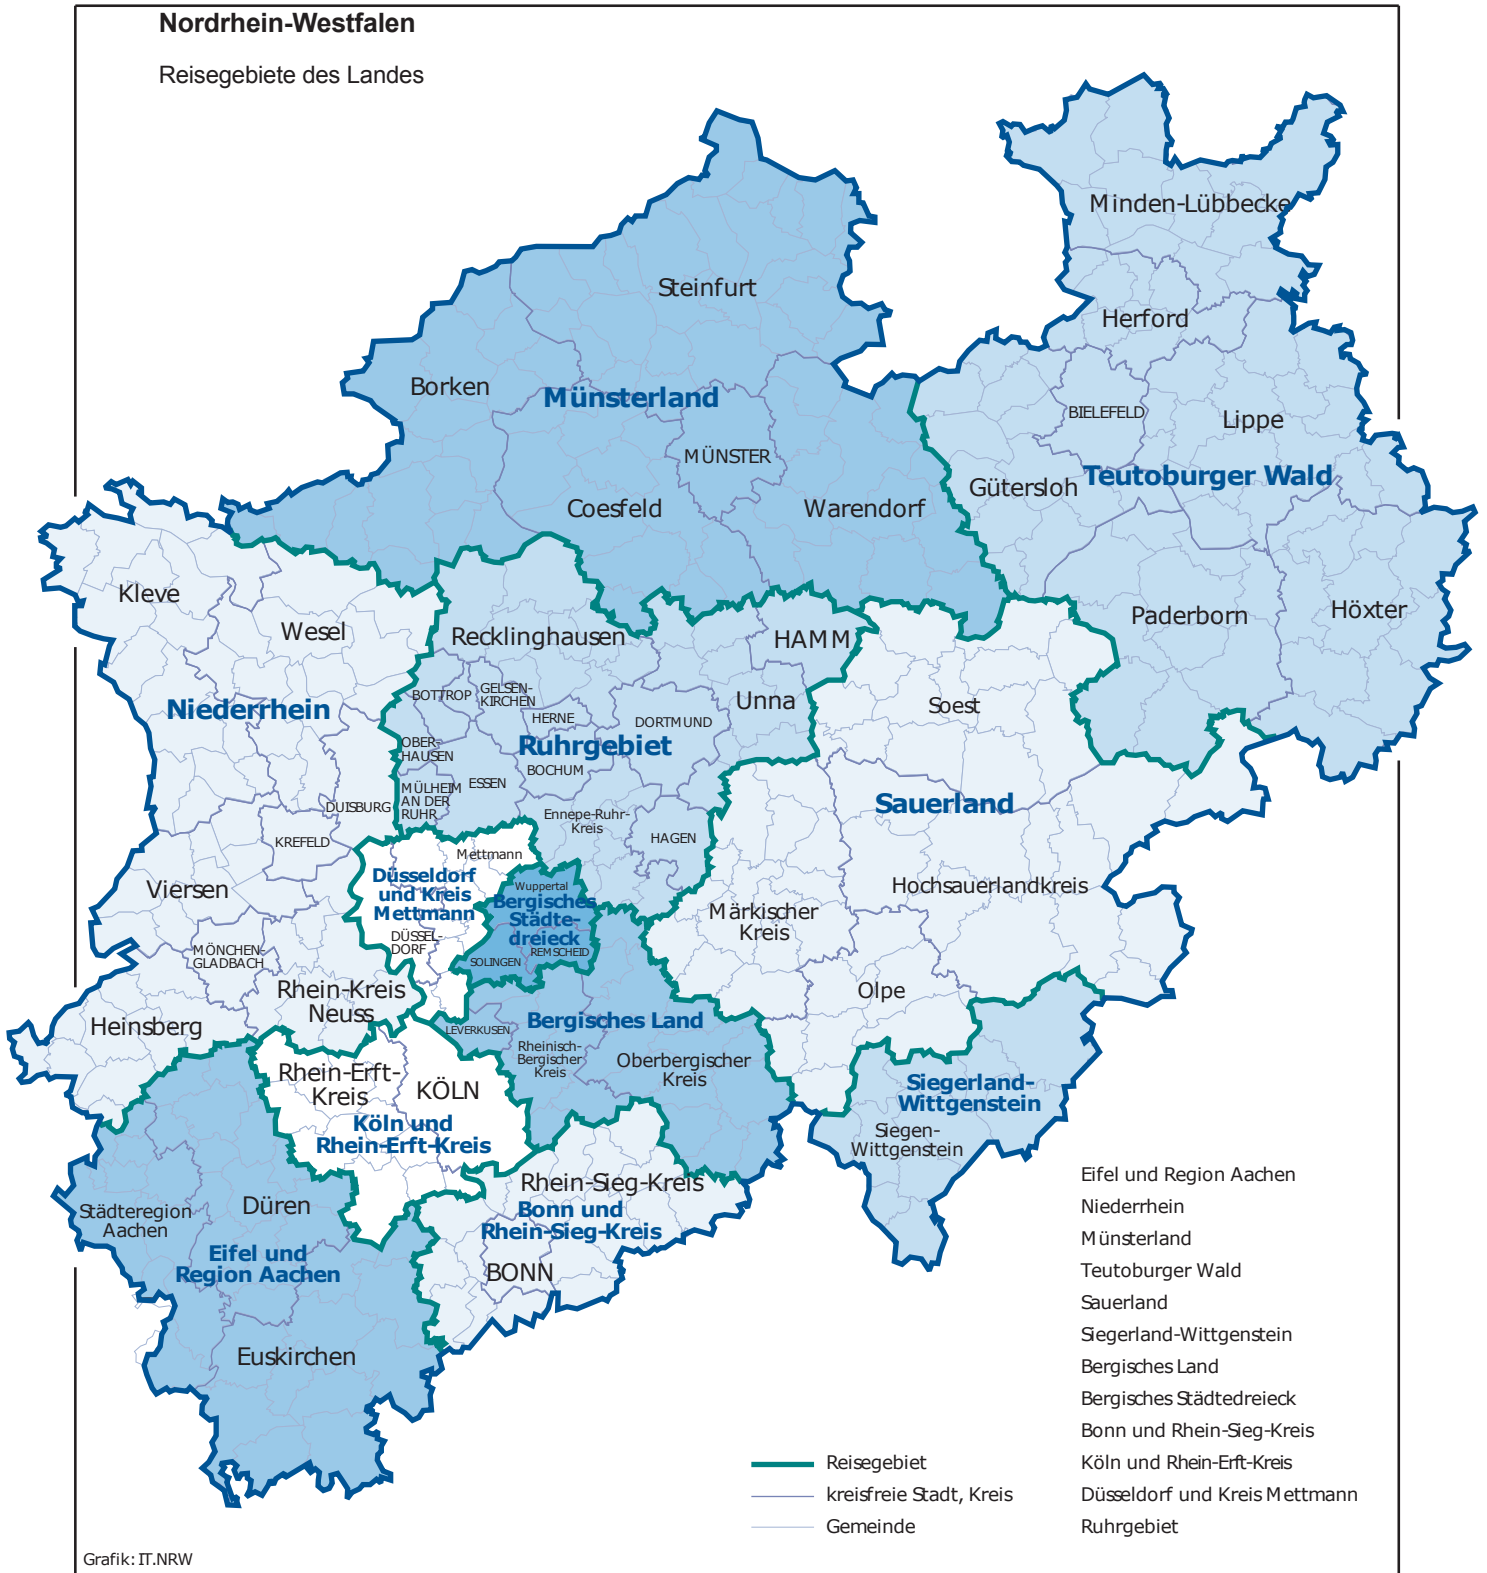 Nordrhein-Westfalen
Reisegebiete des Landes
Minden-Lübbecke
Steinfurt
Herford
Borken
Münsterland
BIELEFELD
Lippe
MÜNSTER
Teutoburger Wald
Gütersloh
Coesfeld
Warendorf
Kleve
Wesel
Recklinghausen
HAMM
Paderborn
Höxter
Niederrhein
BOTTROP
GELSEN-
KIRCHEN
Unna
Soest
HERNE
DORTMUND
OBER-
HAUSEN
Ruhrgebiet
BOCHUM
MÜLHEIM
AN DER
RUHR
ESSEN
DUISBURG
Sauerland
Ennepe-Ruhr-
Kreis
HAGEN
KREFELD
Mettmann
Viersen
Düsseldorf
und Kreis
Mettmann
Wuppertal
Bergisches
Städte-
dreieck
Hochsauerlandkreis
Märkischer
Kreis
DÜSSEL-
DORF
MÖNCHEN-
GLADBACH
SOLINGEN
REMSCHEID
Rhein-Kreis
Neuss
Olpe
Heinsberg
LEVERKUSEN
Bergisches Land
Rheinisch-
Bergischer
Kreis
Oberbergischer
Kreis
Rhein-Erft-
Kreis
KÖLN
Siegerland-
Wittgenstein
Köln und
Rhein-Erft-Kreis
Siegen-
Wittgenstein
Rhein-Sieg-Kreis
Städteregion
Aachen
Düren
Bonn und
Rhein-Sieg-Kreis
Eifel und
Region Aachen
BONN
Euskirchen
Eifel und Region Aachen
Niederrhein
Münsterland
Teutoburger Wald
Sauerland
Siegerland-Wittgenstein
Bergisches Land
Bergisches Städtedreieck
Bonn und Rhein-Sieg-Kreis
Köln und Rhein-Erft-Kreis
Düsseldorf und Kreis Mettmann
Ruhrgebiet
Reisegebiet
kreisfreie Stadt, Kreis
Gemeinde
Grafik: IT.NRW